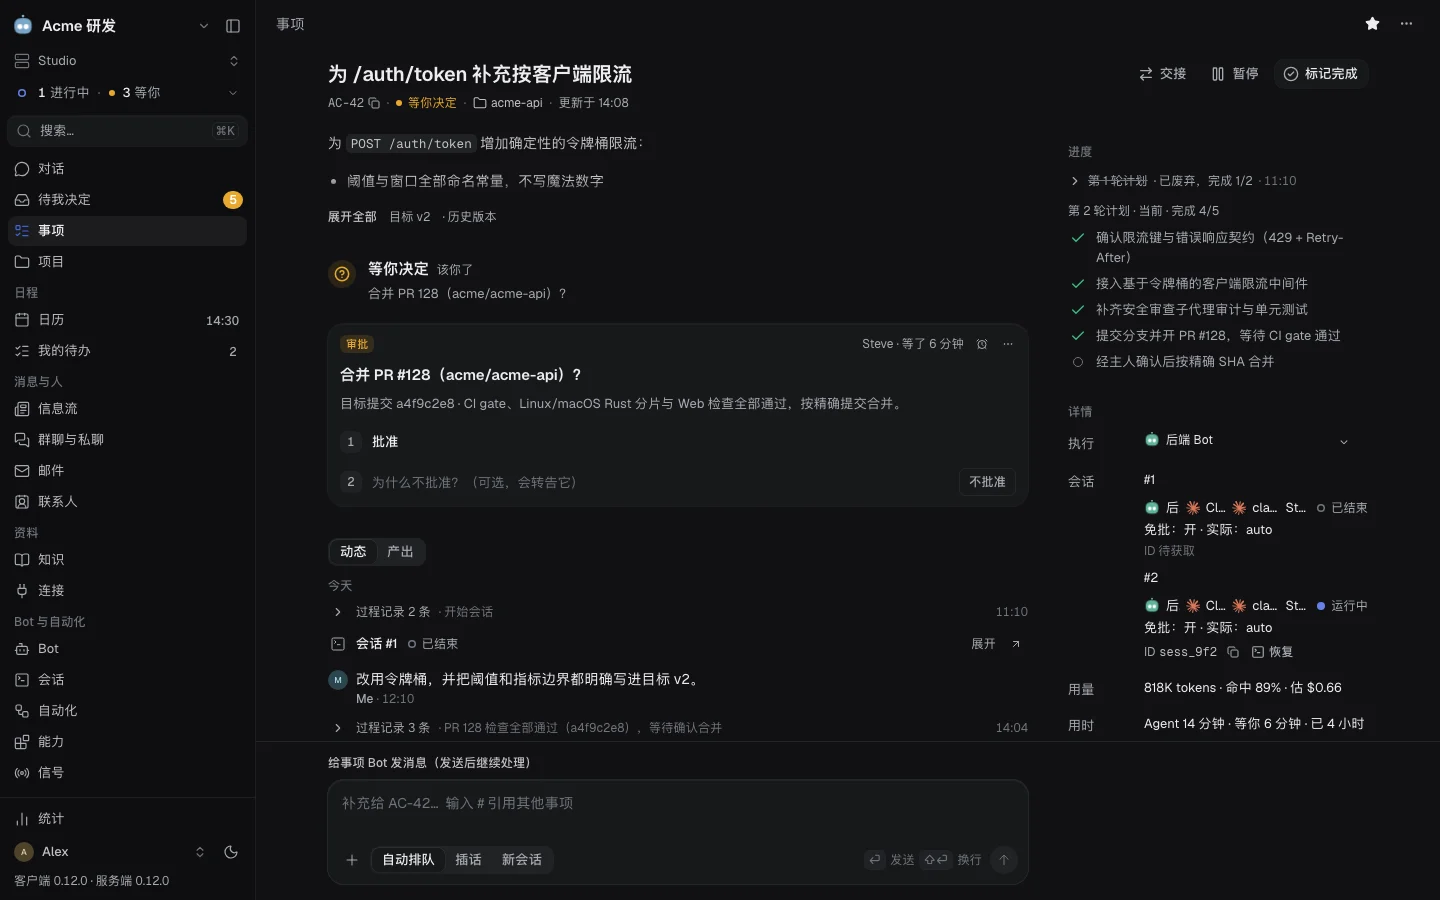 Acme 研发
Studio
1 进行中 · 3 等你
搜索… ⌘K
对话
待我决定 5
事项
项目
日程
日历 14:30
我的待办 2
消息与人
信息流
群聊与私聊
邮件
联系人
资料
知识
连接
Bot 与自动化
Bot
会话
自动化
能力
信号
统计
A Alex
客户端 0.12.0 · 服务端 0.12.0
事项
为 /auth/token 补充按客户端限流
交接 暂停 标记完成
AC-42 · 等你决定 · acme-api · 更新于 14:08
为 POST /auth/token 增加确定性的令牌桶限流：
• 阈值与窗口全部命名常量，不写魔法数字
展开全部 目标 v2 · 历史版本
等你决定 该你了
合并 PR 128（acme/acme-api）?
审批 Steve · 等了 6 分钟
合并 PR #128（acme/acme-api）?
目标提交 a4f9c2e8 · CI gate、Linux/macOS Rust 分片与 Web 检查全部通过，按精确提交合并。
1 批准
2 为什么不批准？（可选，会转告它） 不批准
动态 产出
今天
过程记录 2 条 · 开始会话 11:10
会话 #1 已结束 展开
M 改用令牌桶，并把阈值和指标边界都明确写进目标 v2。
Me · 12:10
过程记录 3 条 · PR 128 检查全部通过（a4f9c2e8），等待确认合并 14:04
给事项 Bot 发消息（发送后继续处理）
补充给 AC-42… 输入 # 引用其他事项
自动排队 插话 新会话 发送 换行
进度
第 1 轮计划 · 已废弃，完成 1/2 · 11:10
第 2 轮计划 · 当前 · 完成 4/5
确认限流键与错误响应契约（429 + Retry-
After）
接入基于令牌桶的客户端限流中间件
补齐安全审查子代理审计与单元测试
提交分支并开 PR #128，等待 CI gate 通过
经主人确认后按精确 SHA 合并
详情
执行 后端 Bot
会话 #1
后 Cl… cla… St… 已结束
免批：开 · 实际：auto
ID 待获取
#2
后 Cl… cla… St… 运行中
免批：开 · 实际：auto
ID sess_9f2 恢复
用量 818K tokens · 命中 89% · 估 $0.66
用时 Agent 14 分钟 · 等你 6 分钟 · 已 4 小时